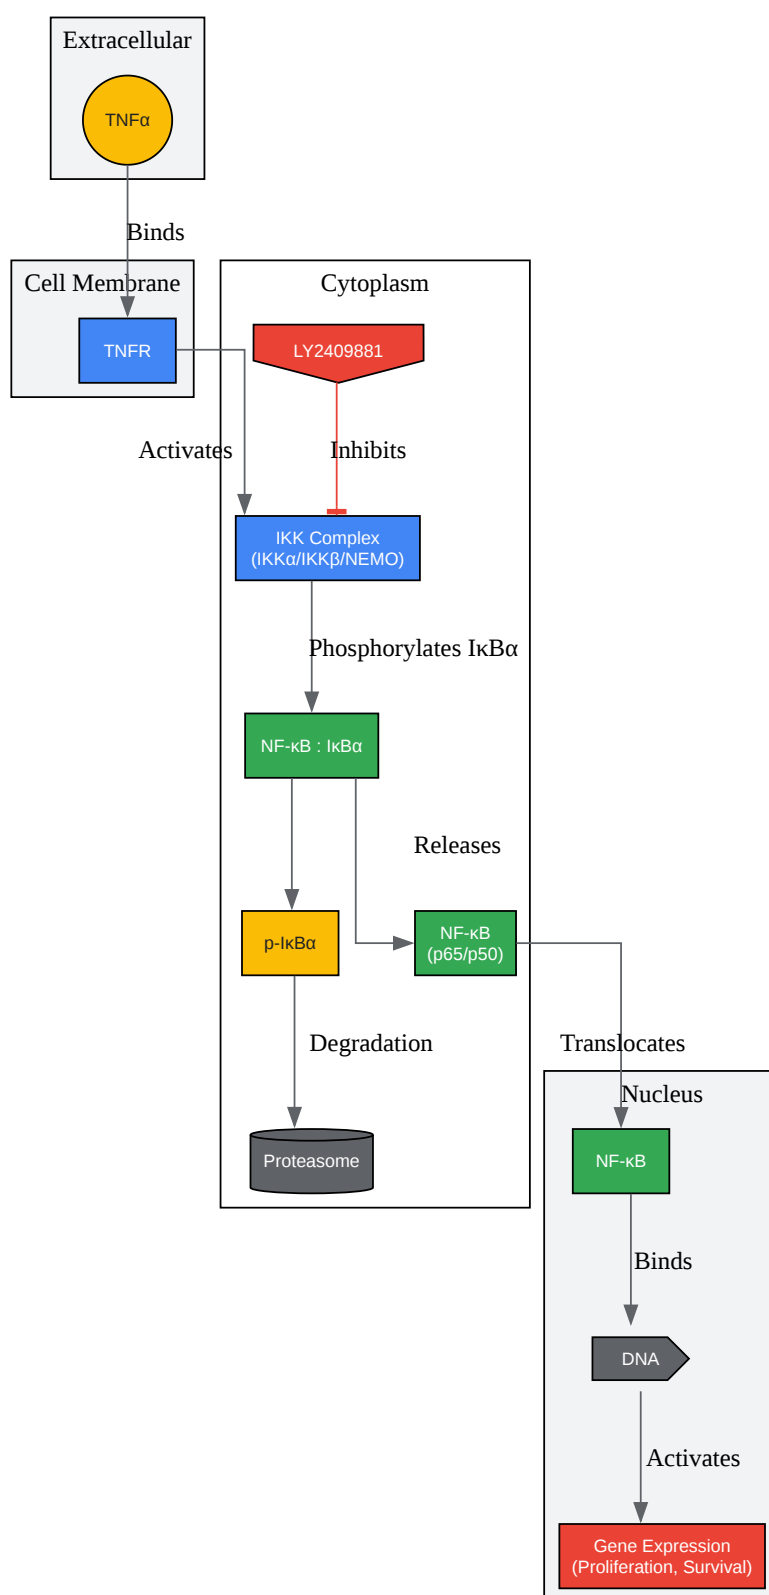 Extracellular
TNFα
Binds
Cell Membrane
TNFR
Cytoplasm
LY2409881
Activates
Inhibits
IKK Complex
(IKKα/IKKβ/NEMO)
Phosphorylates IκBα
NF-κB : IκBα
Releases
p-IκBα
NF-κB
(p65/p50)
Degradation
Translocates
Proteasome
Nucleus
NF-κB
Binds
DNA
Activates
Gene Expression
(Proliferation, Survival)